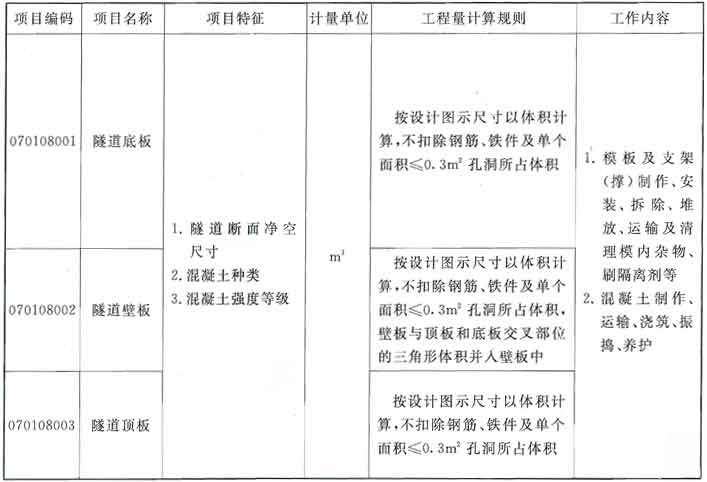 项目编码 项目名称 项目特征 计量单位 工程量计算规则 工作内容
070108001 隧道底板
1. 隧道断面净空
尺寸
2. 混凝土种类
3. 混凝土强度等级
m³
按设计图示尺寸以体积计
算,不扣除钢筋、铁件及单个
面积≤0.3m²孔洞所占体积
1. 模板及支架
(撑)制作、安
装、拆除、堆
放、运输及清
理模内杂物、
刷隔离剂等
2. 混凝土制作、
运输、浇筑、振
捣、养护
070108002 隧道壁板
按设计图示尺寸以体积计
算,不扣除钢筋、铁件及单个
面积≤0.3m²孔洞所占体积,
壁板与顶板和底板交叉部位
的三角形体积并入壁板中
070108003 隧道顶板
按设计图示尺寸以体积计
算,不扣除钢筋、铁件及单个
面积≤0.3m²孔洞所占体积